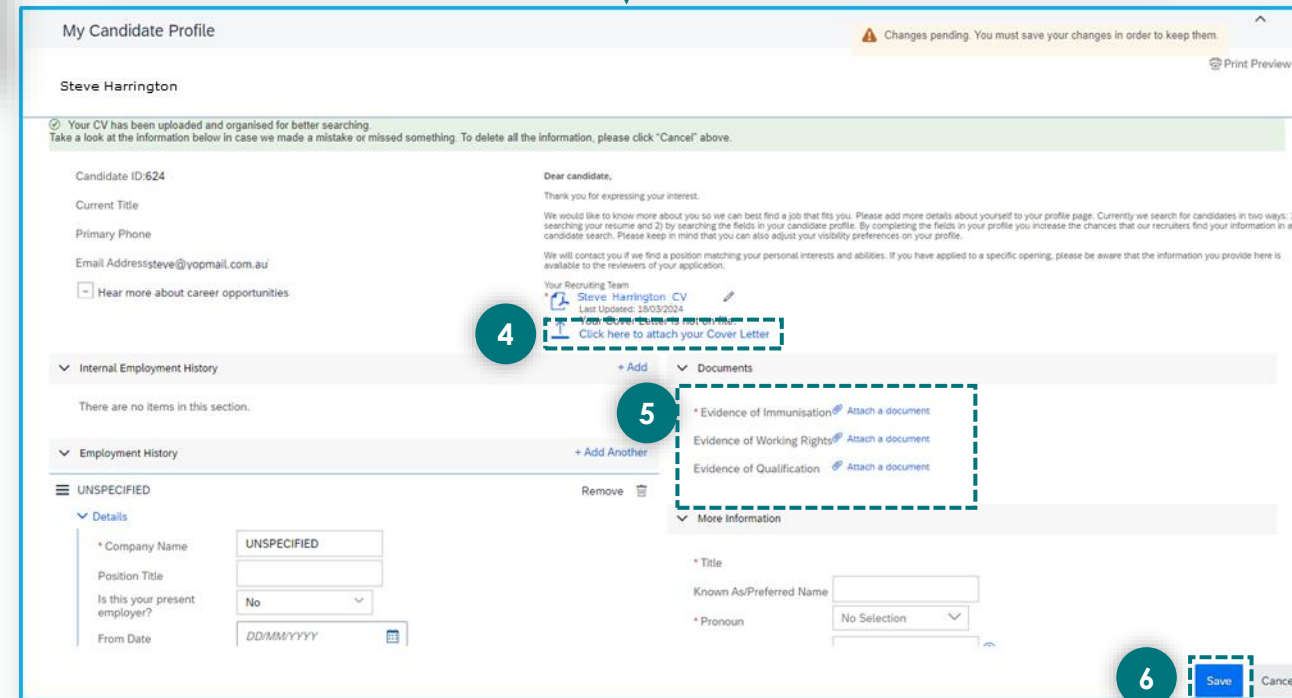 My Candidate Profile
Changes pending. You must save your changes in order to keep them.
Print Preview
Steve Harrington
Your CV has been uploaded and organised for better searching.
Take a look at the information below in case we made a mistake or missed something. To delete all the information, please click "Cancel" above.
Candidate ID:624
Current Title
Primary Phone
Email Addresssteve@yopmail.com.au
Hear more about career opportunities
Dear candidate,
Thank you for expressing your interest.
We would like to know more about you so we can best find a job that fits you. Please add more details about yourself to your profile page. Currently we search for candidates in two ways:
searching your resume and 2) by searching the fields in your candidate profile. By completing the fields in your profile you increase the chances that our recruiters find your information in a
candidate search. Please keep in mind that you can also adjust your visibility preferences on your profile.
We will contact you if we find a position matching your personal interests and abilities. If you have applied to a specific opening, please be aware that the information you provide here is
available to the reviewers of your application.
Your Recruiting Team
* Steve Harrington CV
Last Updated: 18/03/2024
Your Cover Letter is not on file.
4
Click here to attach your Cover Letter
Internal Employment History
+ Add
There are no items in this section.
Employment History
+ Add Another
UNSPECIFIED
Remove
Details
* Company Name
UNSPECIFIED
Position Title
Is this your present
employer?
No
From Date
DD/MM/YYYY
Documents
5
* Evidence of Immunisation Attach a document
Evidence of Working Rights Attach a document
Evidence of Qualification Attach a document
More Information
* Title
Known As/Preferred Name
* Pronoun
No Selection
6
Save
Cance